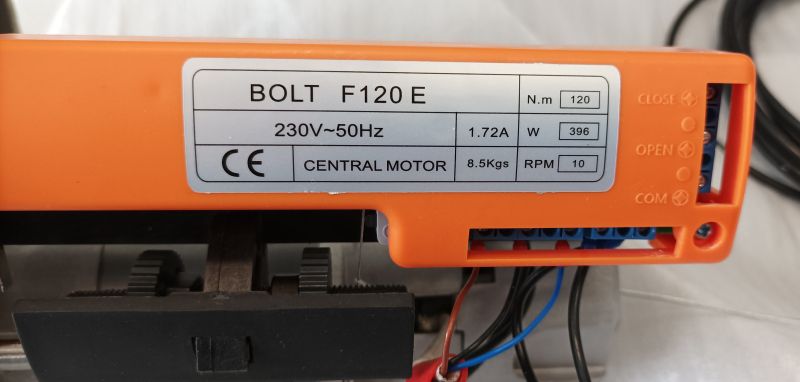 BOLT F120 E
N.m 120
230V~50Hz
1.72A
W 396
CE
CENTRAL MOTOR
8.5Kgs
RPM 10
CLOSE
OPEN
COM